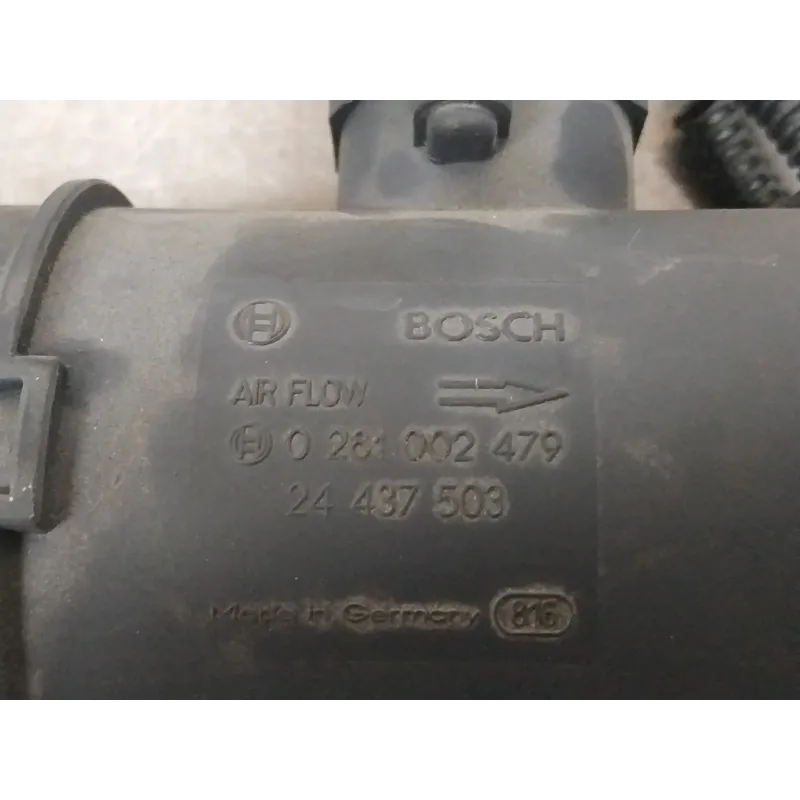 BOSCH
AIR FLOW
0 281 002 479
24 437 503
Made in Germany 816